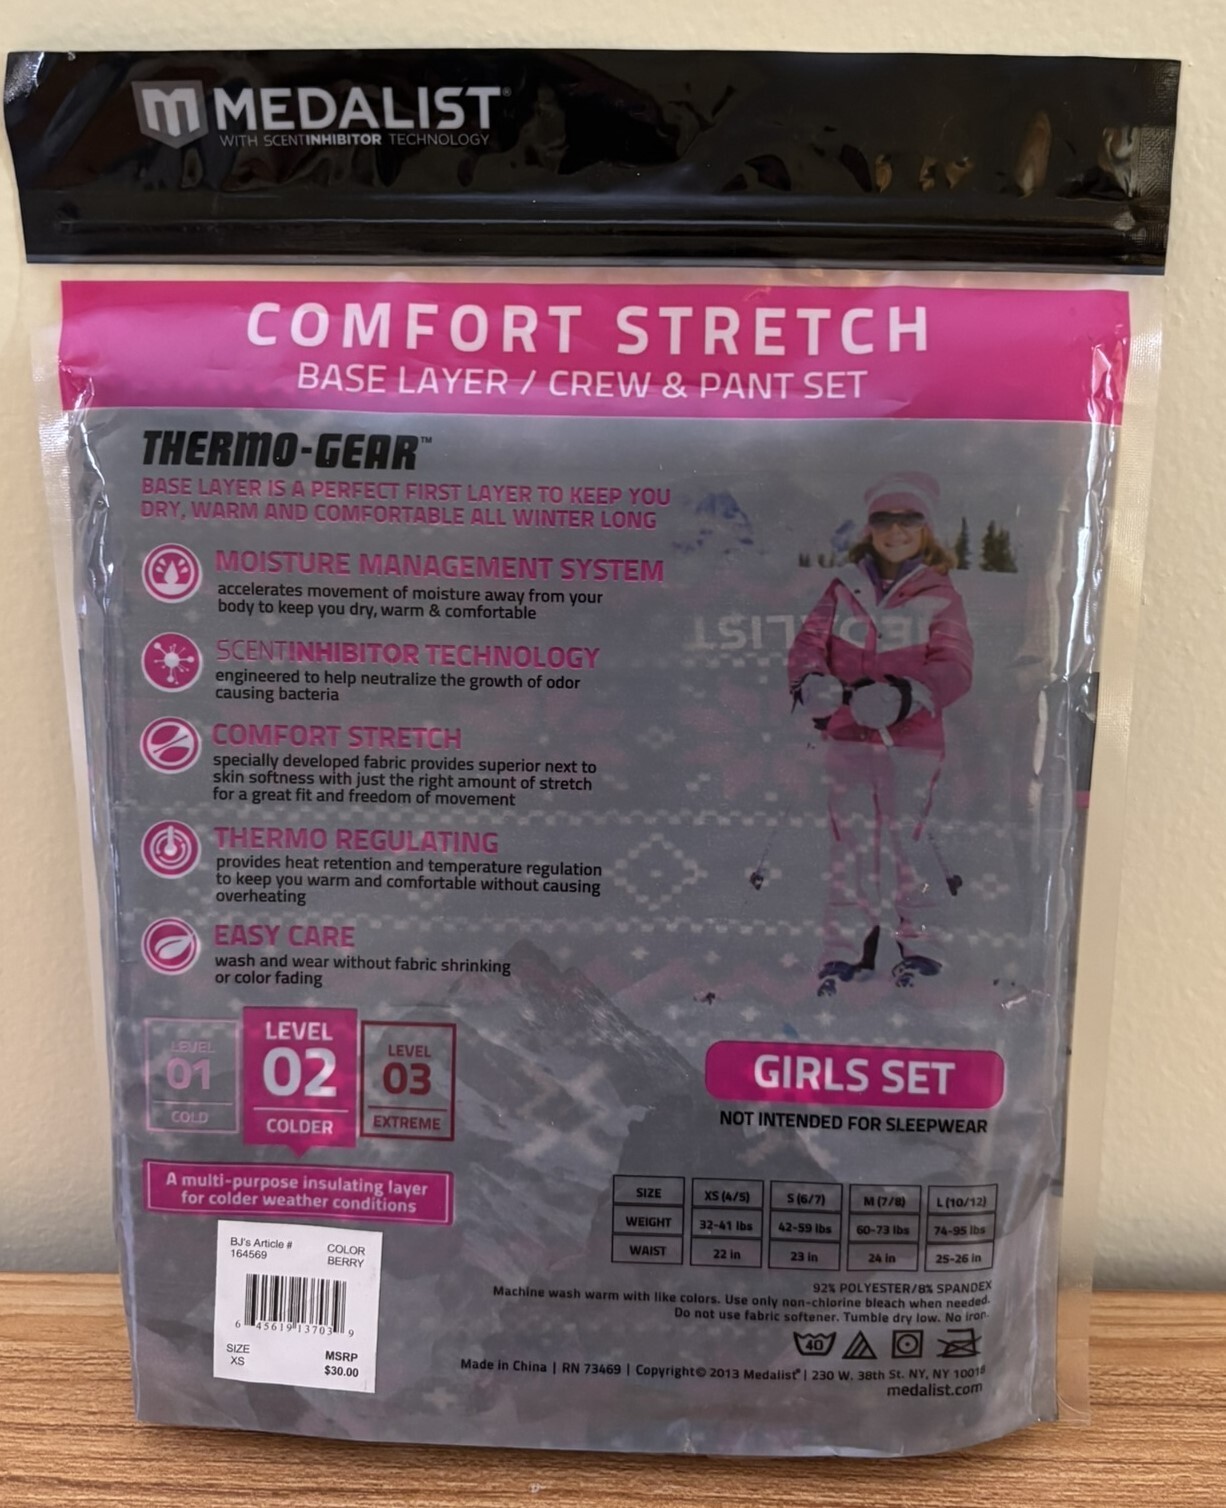 MEDALIST®
WITH SCENTINHIBITOR TECHNOLOGY
COMFORT STRETCH
BASE LAYER / CREW & PANT SET
THERMO-GEAR™
BASE LAYER IS A PERFECT FIRST LAYER TO KEEP YOU
DRY, WARM AND COMFORTABLE ALL WINTER LONG
MOISTURE MANAGEMENT SYSTEM
accelerates movement of moisture away from your
body to keep you dry, warm & comfortable
SCENTINHIBITOR TECHNOLOGY
engineered to help neutralize the growth of odor
causing bacteria
COMFORT STRETCH
specially developed fabric provides superior next to
skin softness with just the right amount of stretch
for a great fit and freedom of movement
THERMO REGULATING
provides heat retention and temperature regulation
to keep you warm and comfortable without causing
overheating
EASY CARE
wash and wear without fabric shrinking
or color fading
LEVEL
01
COLD
LEVEL
02
COLDER
LEVEL
03
EXTREME
A multi-purpose insulating layer
for colder weather conditions
GIRLS SET
NOT INTENDED FOR SLEEPWEAR
SIZE XS (4/5) S (6/7) M (7/8) L (10/12)
WEIGHT 32-41 lbs 42-59 lbs 60-73 lbs 74-95 lbs
WAIST 22 in 23 in 24 in 25-26 in
92% POLYESTER/8% SPANDEX
Machine wash warm with like colors. Use only non-chlorine bleach when needed.
Do not use fabric softener. Tumble dry low. No iron.
40
Made in China | RN 73469 | Copyright© 2013 Medalist® | 230 W. 38th St. NY, NY 10018
medalist.com
BJ's Article # COLOR
164569 BERRY
6 45619 13703 9
SIZE MSRP
XS $30.00